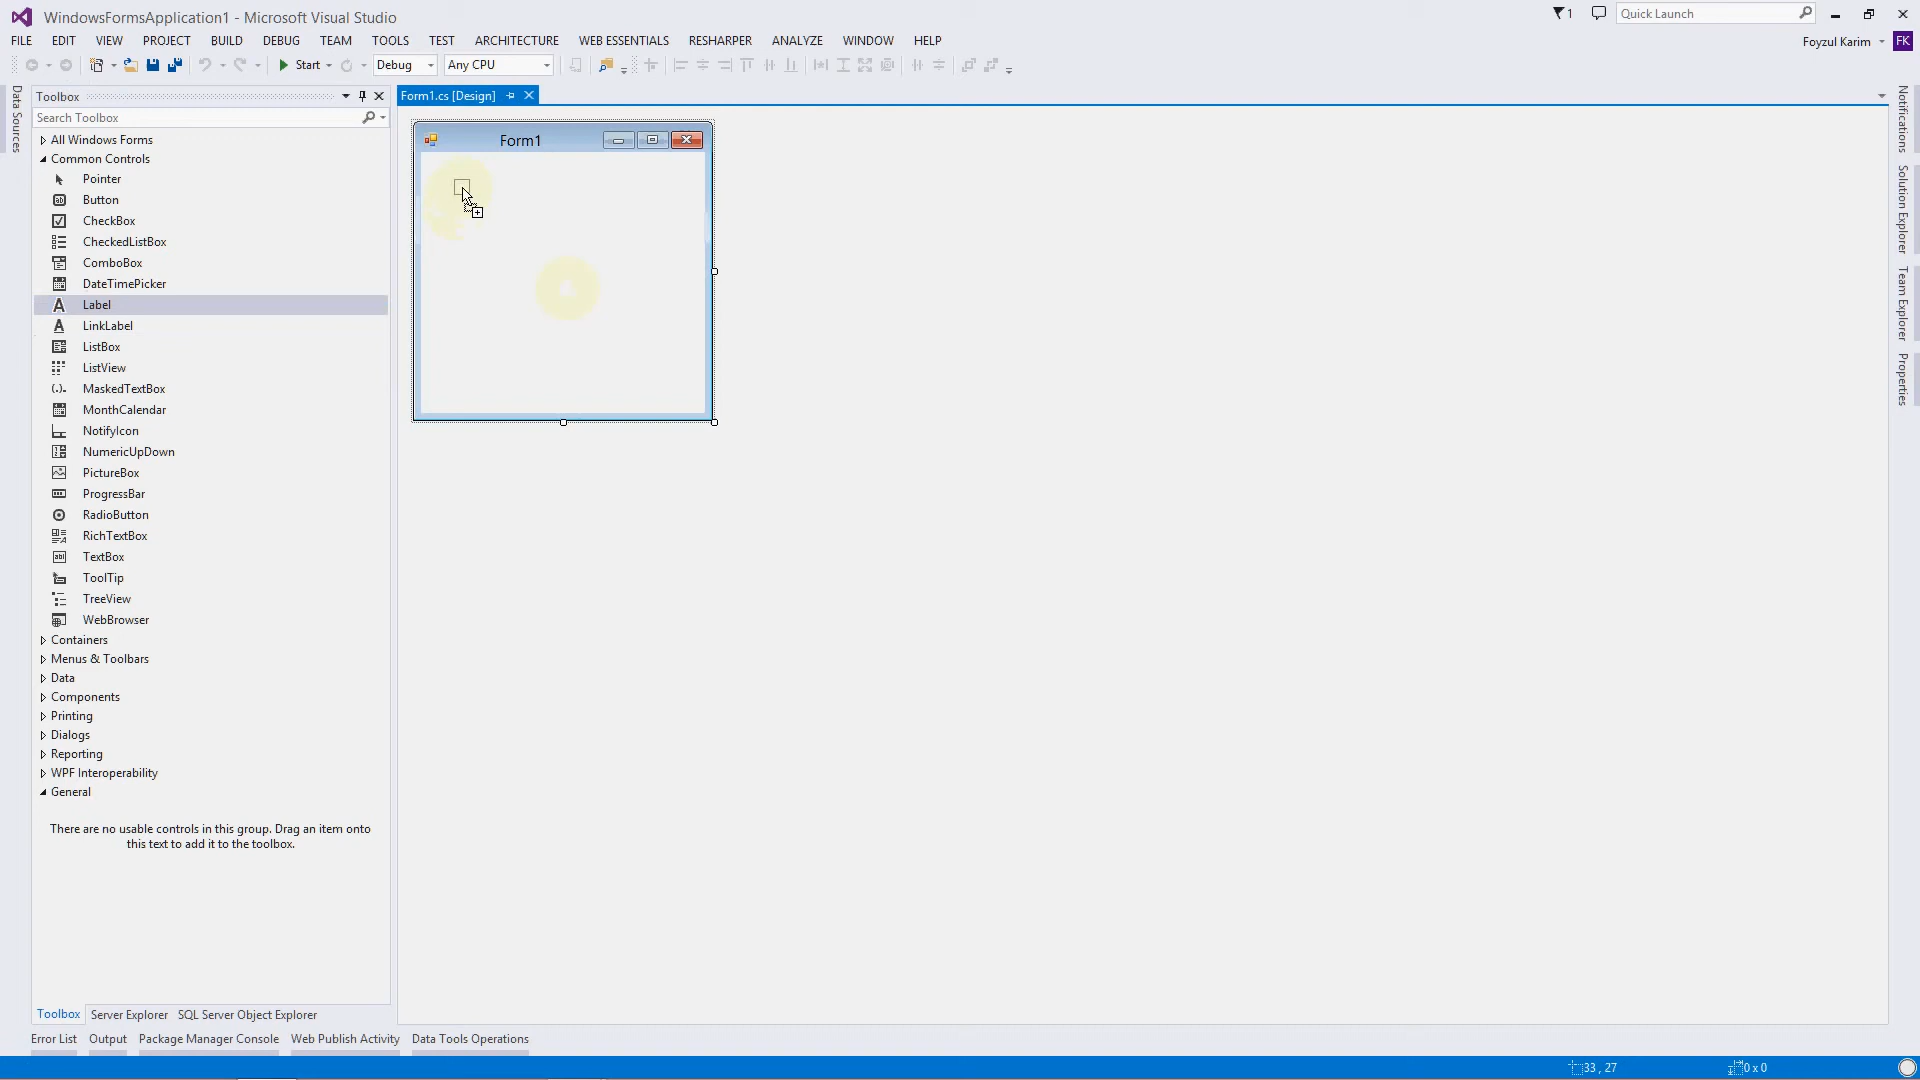 WindowsFormsApplication1 - Microsoft Visual Studio
1
Quick Launch
FILE EDIT VIEW PROJECT BUILD DEBUG TEAM TOOLS TEST ARCHITECTURE WEB ESSENTIALS RESHARPER ANALYZE WINDOW HELP
Foyzul Karim FK
Start Debug Any CPU
Data Sources
Toolbox
Search Toolbox
All Windows Forms
Common Controls
Pointer
Button
CheckBox
CheckedListBox
ComboBox
DateTimePicker
Label
LinkLabel
ListBox
ListView
MaskedTextBox
MonthCalendar
NotifyIcon
NumericUpDown
PictureBox
ProgressBar
RadioButton
RichTextBox
TextBox
ToolTip
TreeView
WebBrowser
Containers
Menus & Toolbars
Data
Components
Printing
Dialogs
Reporting
WPF Interoperability
General
There are no usable controls in this group. Drag an item onto
this text to add it to the toolbox.
Toolbox Server Explorer SQL Server Object Explorer
Form1.cs [Design]
Form1
Notifications
Solution Explorer
Team Explorer
Properties
Error List Output Package Manager Console Web Publish Activity Data Tools Operations
33 , 27
0 x 0